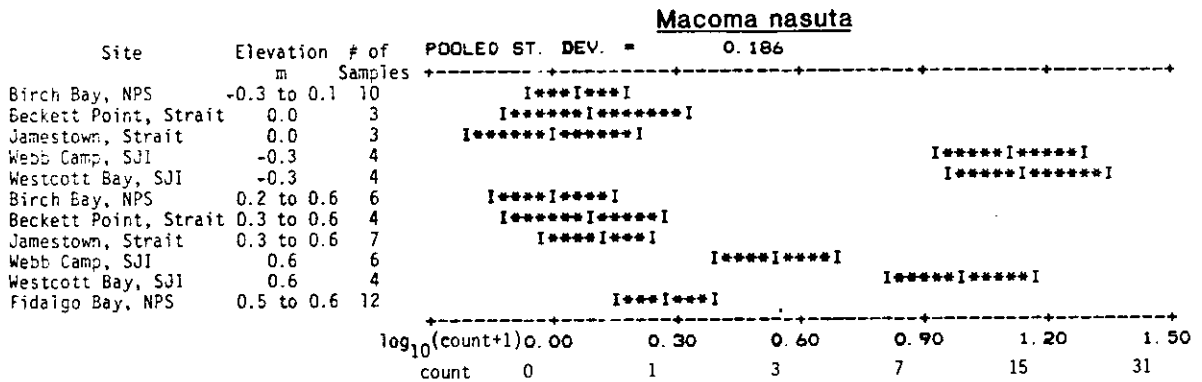 Macoma nasuta
Site Elevation # of POOLED ST. DEV. = 0.186
m Samples
Birch Bay, NPS -0.3 to 0.1 10 I***I***I
Beckett Point, Strait 0.0 3 I******I*******I
Jamestown, Strait 0.0 3 I******I******I
Webb Camp, SJI -0.3 4 I*****I*****I
Westcott Bay, SJI -0.3 4 I*****I******I
Birch Bay, NPS 0.2 to 0.6 6 I****I****I
Beckett Point, Strait 0.3 to 0.6 4 I******I*****I
Jamestown, Strait 0.3 to 0.6 7 I****I***I
Webb Camp, SJI 0.6 6 I****I****I
Westcott Bay, SJI 0.6 4 I*****I*****I
Fidalgo Bay, NPS 0.5 to 0.6 12 I***I***I
log10(count+1) 0.00 0.30 0.60 0.90 1.20 1.50
count 0 1 3 7 15 31